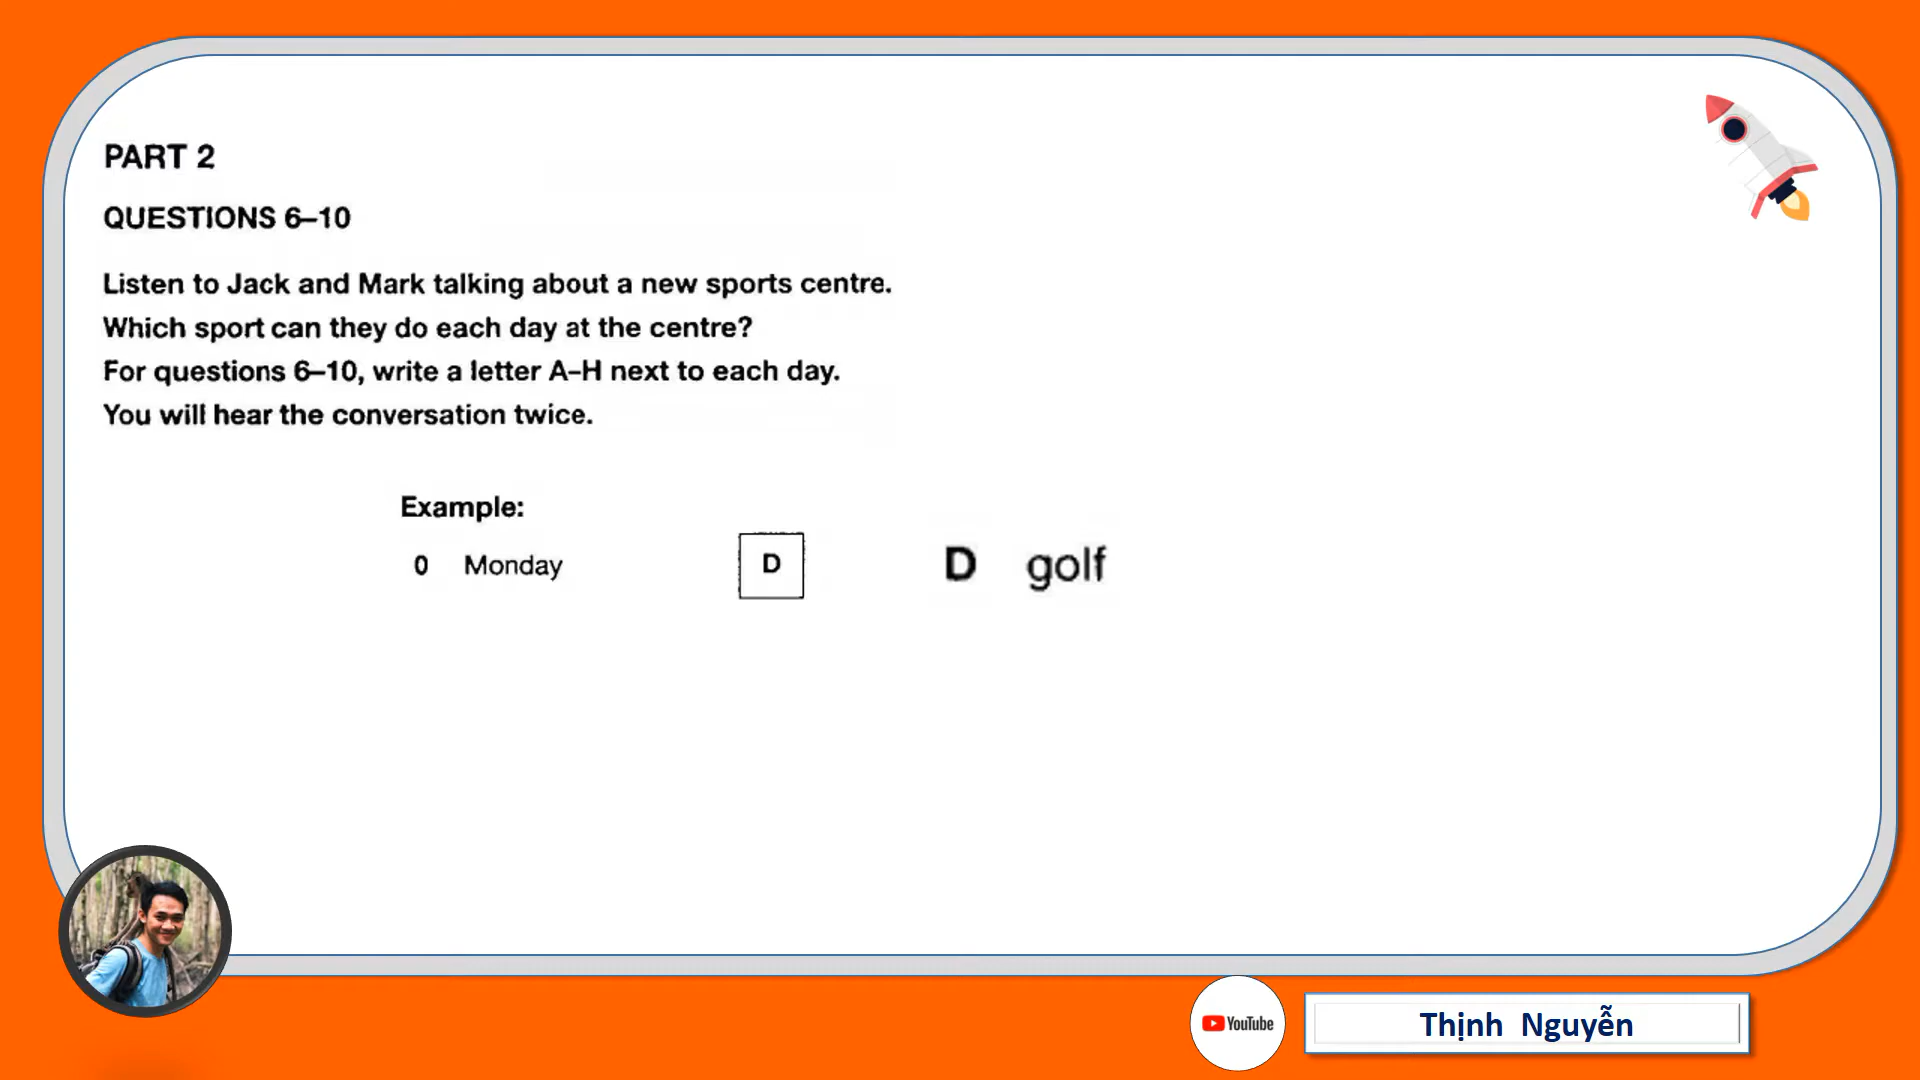 PART 2
QUESTIONS 6–10
Listen to Jack and Mark talking about a new sports centre.
Which sport can they do each day at the centre?
For questions 6–10, write a letter A–H next to each day.
You will hear the conversation twice.
Example:
0 Monday D D golf
YouTube Thịnh Nguyễn